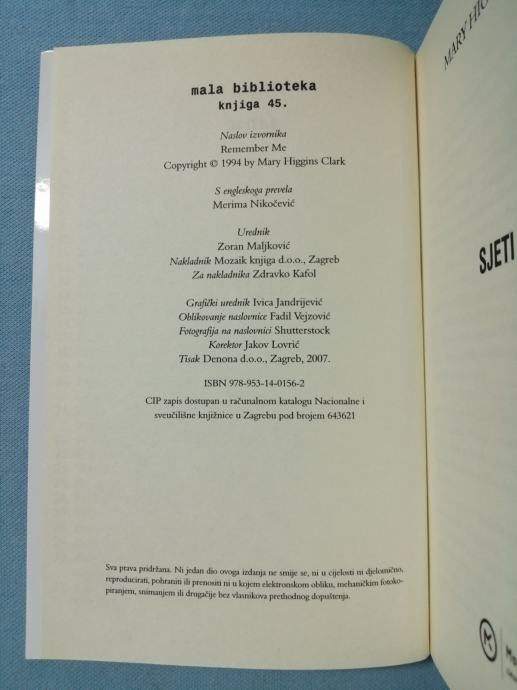 mala biblioteka
knjiga 45.
Naslov izvornika
Remember Me
Copyright © 1994 by Mary Higgins Clark
S engleskoga prevela
Merima Nikočević
Urednik
Zoran Maljković
Nakladnik Mozaik knjiga d.o.o., Zagreb
Za nakladnika Zdravko Kafol
Grafički urednik Ivica Jandrijević
Oblikovanje naslovnice Fadil Vejzović
Fotografija na naslovnici Shutterstock
Korektor Jakov Lovrić
Tisak Denona d.o.o., Zagreb, 2007.
ISBN 978-953-14-0156-2
CIP zapis dostupan u računalnom katalogu Nacionalne i
sveučilišne knjižnice u Zagrebu pod brojem 643621
Sva prava pridržana. Ni jedan dio ovoga izdanja ne smije se, ni u cijelosti ni djelomično,
reproducirati, pohraniti ili prenositi ni u kojem elektronskom obliku, mehaničkim fotoko-
piranjem, snimanjem ili drugačije bez vlasnikova prethodnog dopuštenja.
MARY HIG
SJETI
M